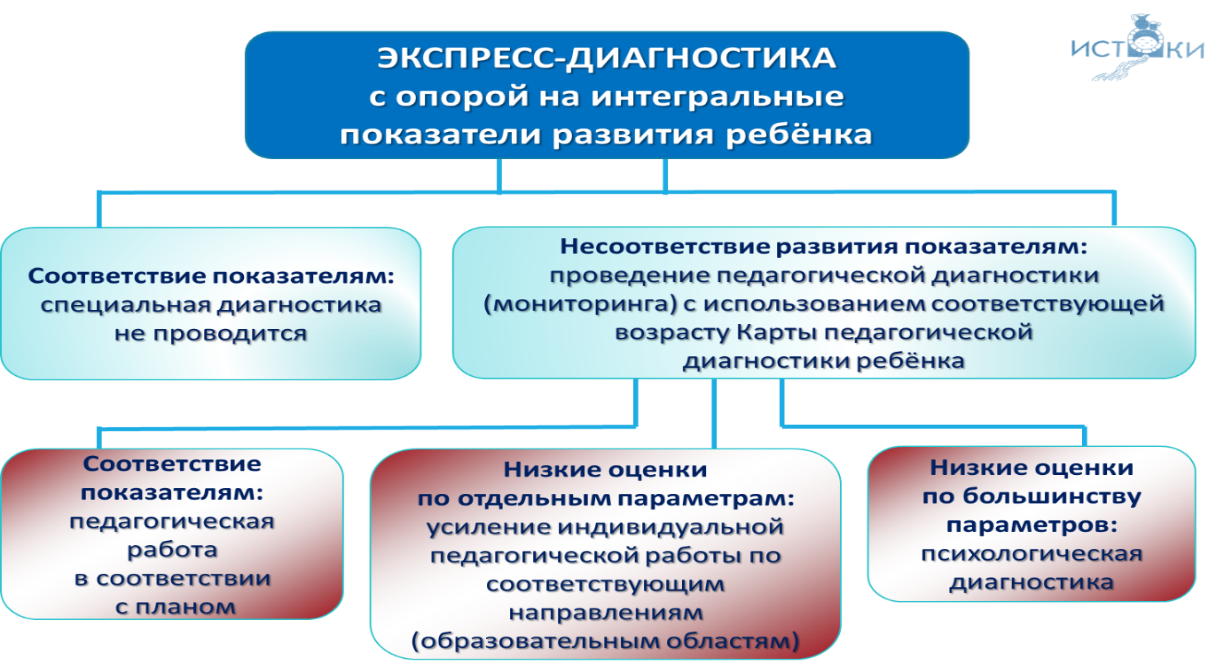 ЭКСПРЕСС-ДИАГНОСТИКА
с опорой на интегральные
показатели развития ребёнка
ИСТОКИ
Соответствие показателям:
специальная диагностика
не проводится
Несоответствие развития показателям:
проведение педагогической диагностики
(мониторинга) с использованием соответствующей
возрасту Карты педагогической
диагностики ребёнка
Соответствие
показателям:
педагогическая
работа
в соответствии
с планом
Низкие оценки
по отдельным параметрам:
усиление индивидуальной
педагогической работы по
соответствующим
направлениям
(образовательным областям)
Низкие оценки
по большинству
параметров:
психологическая
диагностика